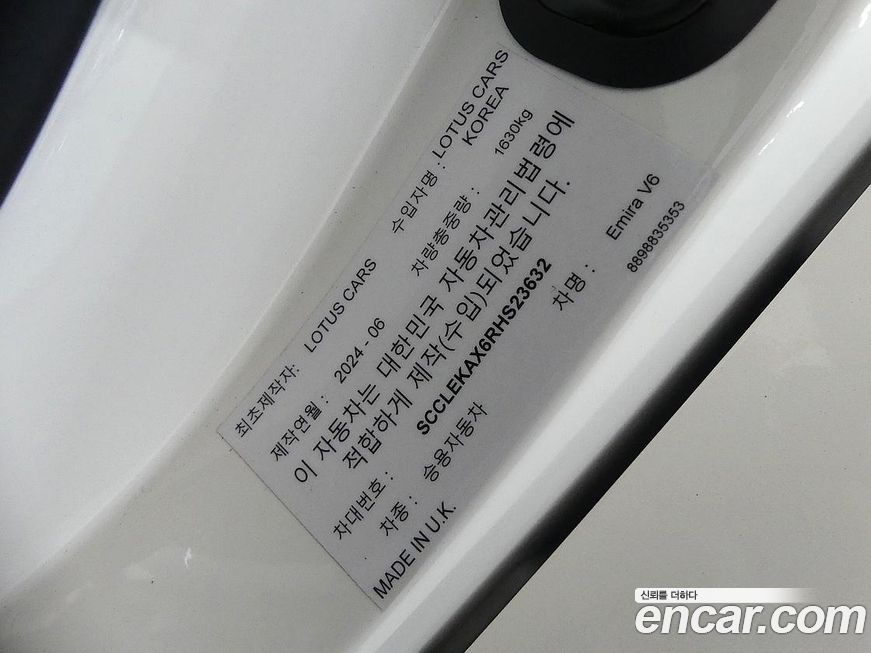 최초제작자: LOTUS CARS 수입자명 : LOTUS CARS
KOREA
제작연월 : 2024 - 06 차량총중량 : 1630kg
이 자동차는 대한민국 자동차관리법령에
적합하게 제작(수입)되었습니다.
차대번호 : SCCLEKAX6RHS23632
차종 : 승용자동차 차명 : Emira V6
MADE IN U.K. 8898835353
신뢰를 더하다
encar.com